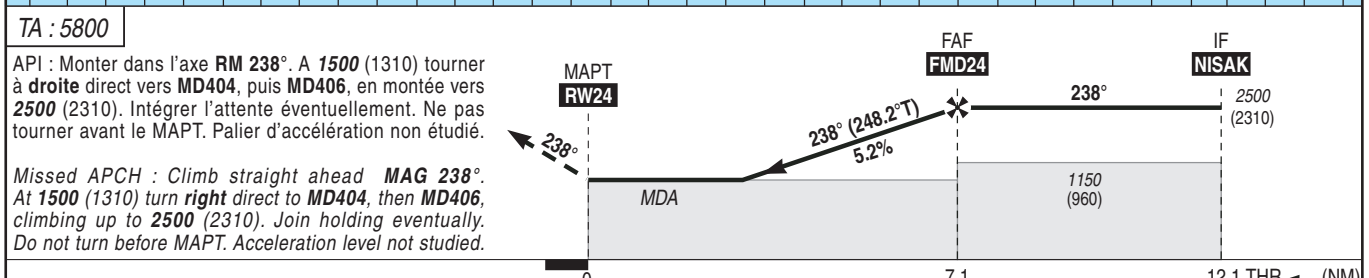 TA : 5800
API : Monter dans l'axe RM 238°. A 1500 (1310) tourner
à droite direct vers MD404, puis MD406, en montée vers
2500 (2310). Intégrer l'attente éventuellement. Ne pas
tourner avant le MAPT. Palier d'accélération non étudié.
Missed APCH : Climb straight ahead MAG 238°.
At 1500 (1310) turn right direct to MD404, then MD406,
climbing up to 2500 (2310). Join holding eventually.
Do not turn before MAPT. Acceleration level not studied.
MAPT
RW24
FAF
FMD24
IF
NISAK
238°
238° (248.2°T)
5.2%
238°
2500
(2310)
MDA
1150
(960)
0
7.1
12.1 THR
(NM)